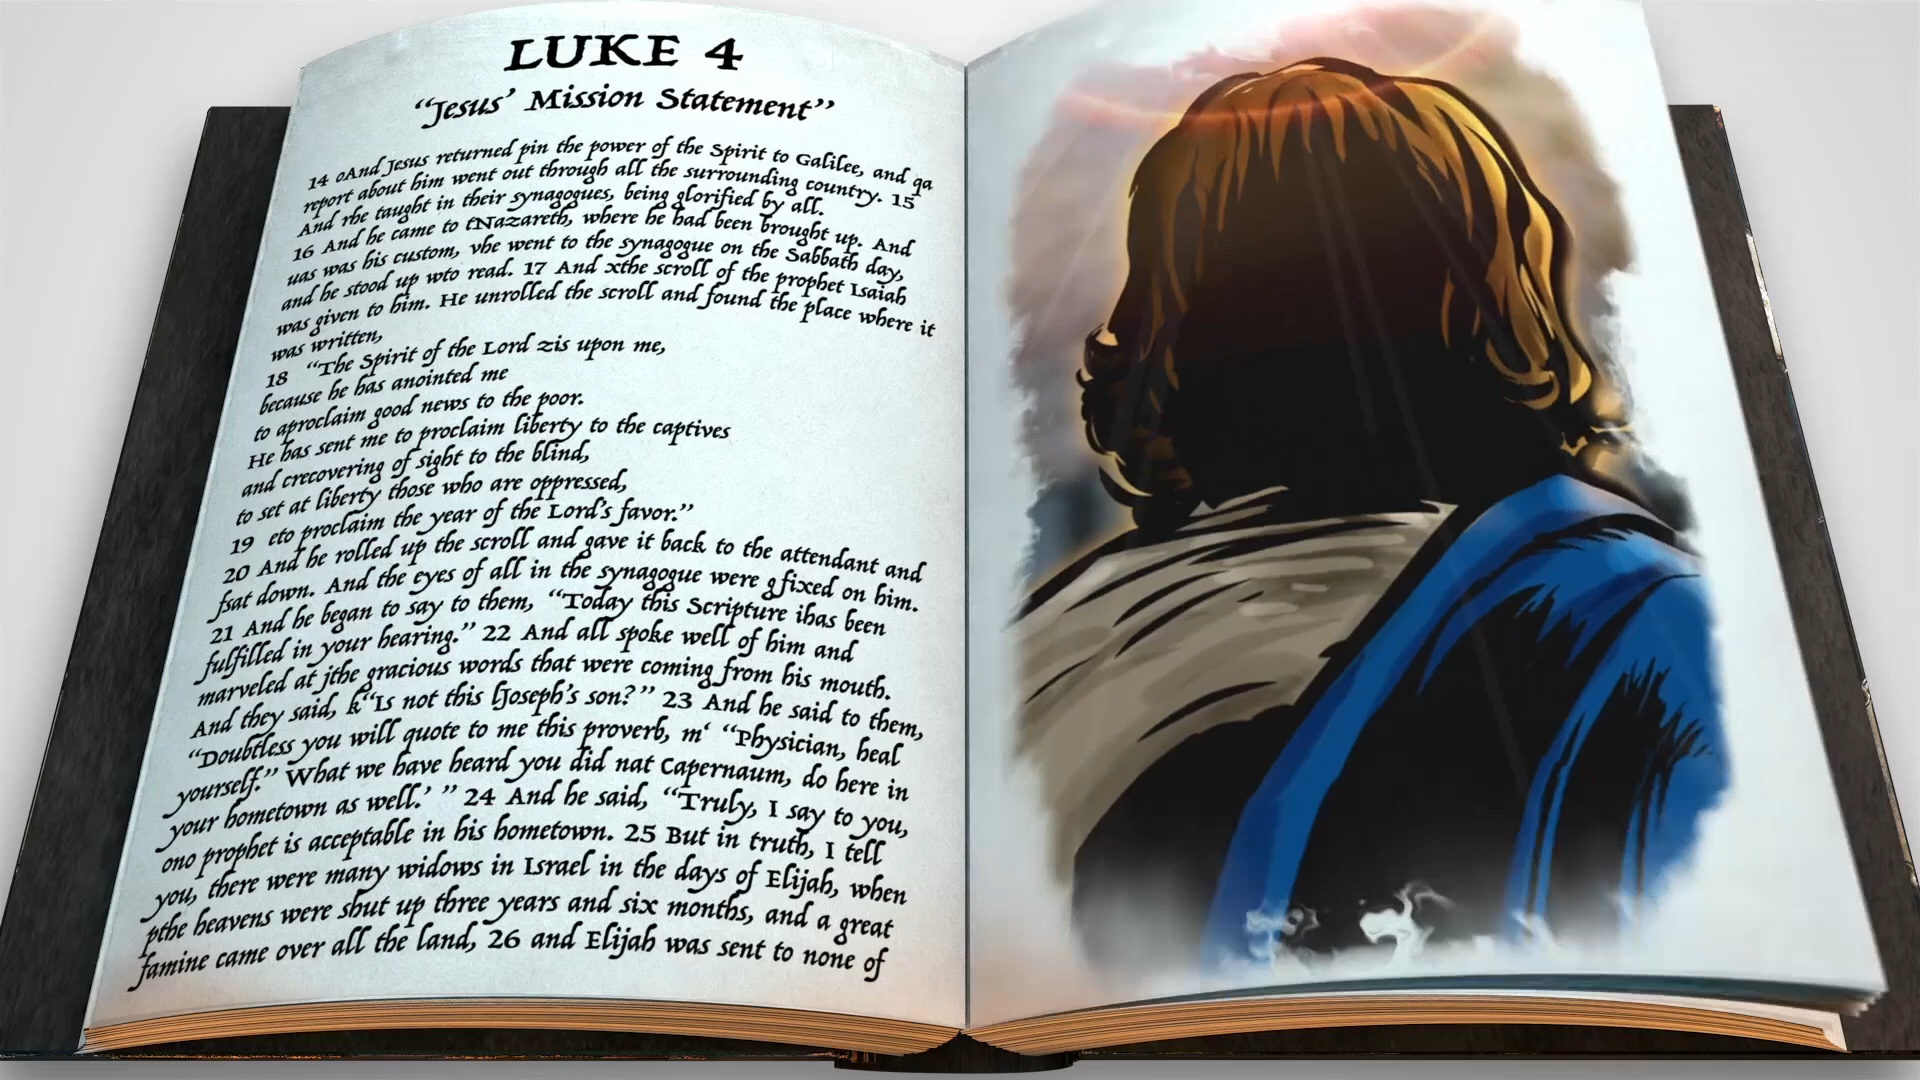 LUKE 4
“Jesus’ Mission Statement”
14 oAnd Jesus returned pin the power of the Spirit to Galilee, and qa
report about him went out through all the surrounding country. 15
And rhe taught in their synagogues, being glorified by all.
16 And he came to tNazareth, where he had been brought up. And
uas was his custom, vhe went to the synagogue on the Sabbath day,
and he stood up wto read. 17 And xthe scroll of the prophet Isaiah
was given to him. He unrolled the scroll and found the place where it
was written,
18 “The Spirit of the Lord zis upon me,
because he has anointed me
to aproclaim good news to the poor.
He has sent me to proclaim liberty to the captives
and crecovering of sight to the blind,
to set at liberty those who are oppressed,
19 eto proclaim the year of the Lord’s favor.”
20 And he rolled up the scroll and gave it back to the attendant and
fsat down. And the eyes of all in the synagogue were gfixed on him.
21 And he began to say to them, “Today this Scripture ihas been
fulfilled in your hearing.” 22 And all spoke well of him and
marveled at jthe gracious words that were coming from his mouth.
And they said, k“Is not this lJoseph’s son?” 23 And he said to them,
“Doubtless you will quote to me this proverb, m‘ “Physician, heal
yourself.” What we have heard you did nat Capernaum, do here in
your hometown as well.’ ” 24 And he said, “Truly, I say to you,
ono prophet is acceptable in his hometown. 25 But in truth, I tell
you, there were many widows in Israel in the days of Elijah, when
pthe heavens were shut up three years and six months, and a great
famine came over all the land, 26 and Elijah was sent to none of